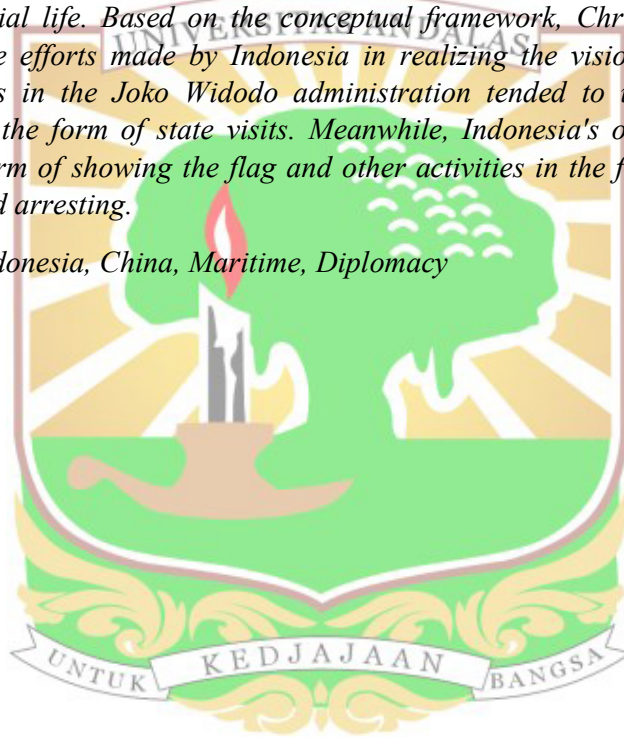 ial life. Based on the conceptual framework, Chr
UNIVERSITAS ANDALAS
e efforts made by Indonesia in realizing the visio
s in the Joko Widodo administration tended to
the form of state visits. Meanwhile, Indonesia's o
rm of showing the flag and other activities in the f
d arresting.
donesia, China, Maritime, Diplomacy
UNTUK KEDJAJAAN BANGSA